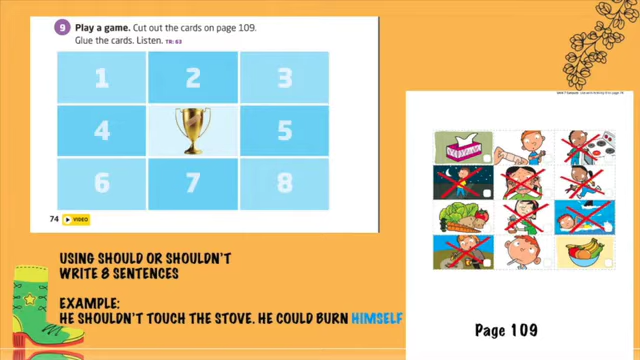 9 Play a game. Cut out the cards on page 109.
Glue the cards. Listen. TR: 63
1 2 3
4 5
6 7 8
74 VIDEO
USING SHOULD OR SHOULDN'T
WRITE 8 SENTENCES
EXAMPLE:
HE SHOULDN'T TOUCH THE STOVE. HE COULD BURN HIMSELF
Page 109